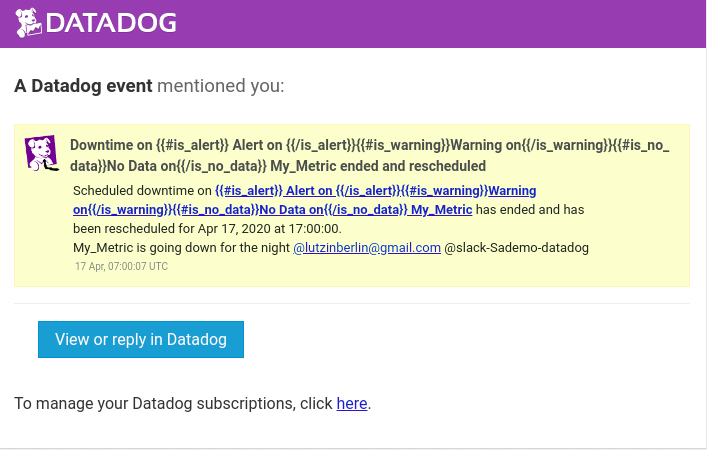 DATADOG
A Datadog event mentioned you:
Downtime on {{#is_alert}} Alert on {{/is_alert}}{{#is_warning}}Warning on{{/is_warning}}{{#is_no_
data}}No Data on{{/is_no_data}} My_Metric ended and rescheduled
Scheduled downtime on {{#is_alert}} Alert on {{/is_alert}}{{#is_warning}}Warning
on{{/is_warning}}{{#is_no_data}}No Data on{{/is_no_data}} My_Metric has ended and has
been rescheduled for Apr 17, 2020 at 17:00:00.
My_Metric is going down for the night @lutzinberlin@gmail.com @slack-Sademo-datadog
17 Apr, 07:00:07 UTC
View or reply in Datadog
To manage your Datadog subscriptions, click here.